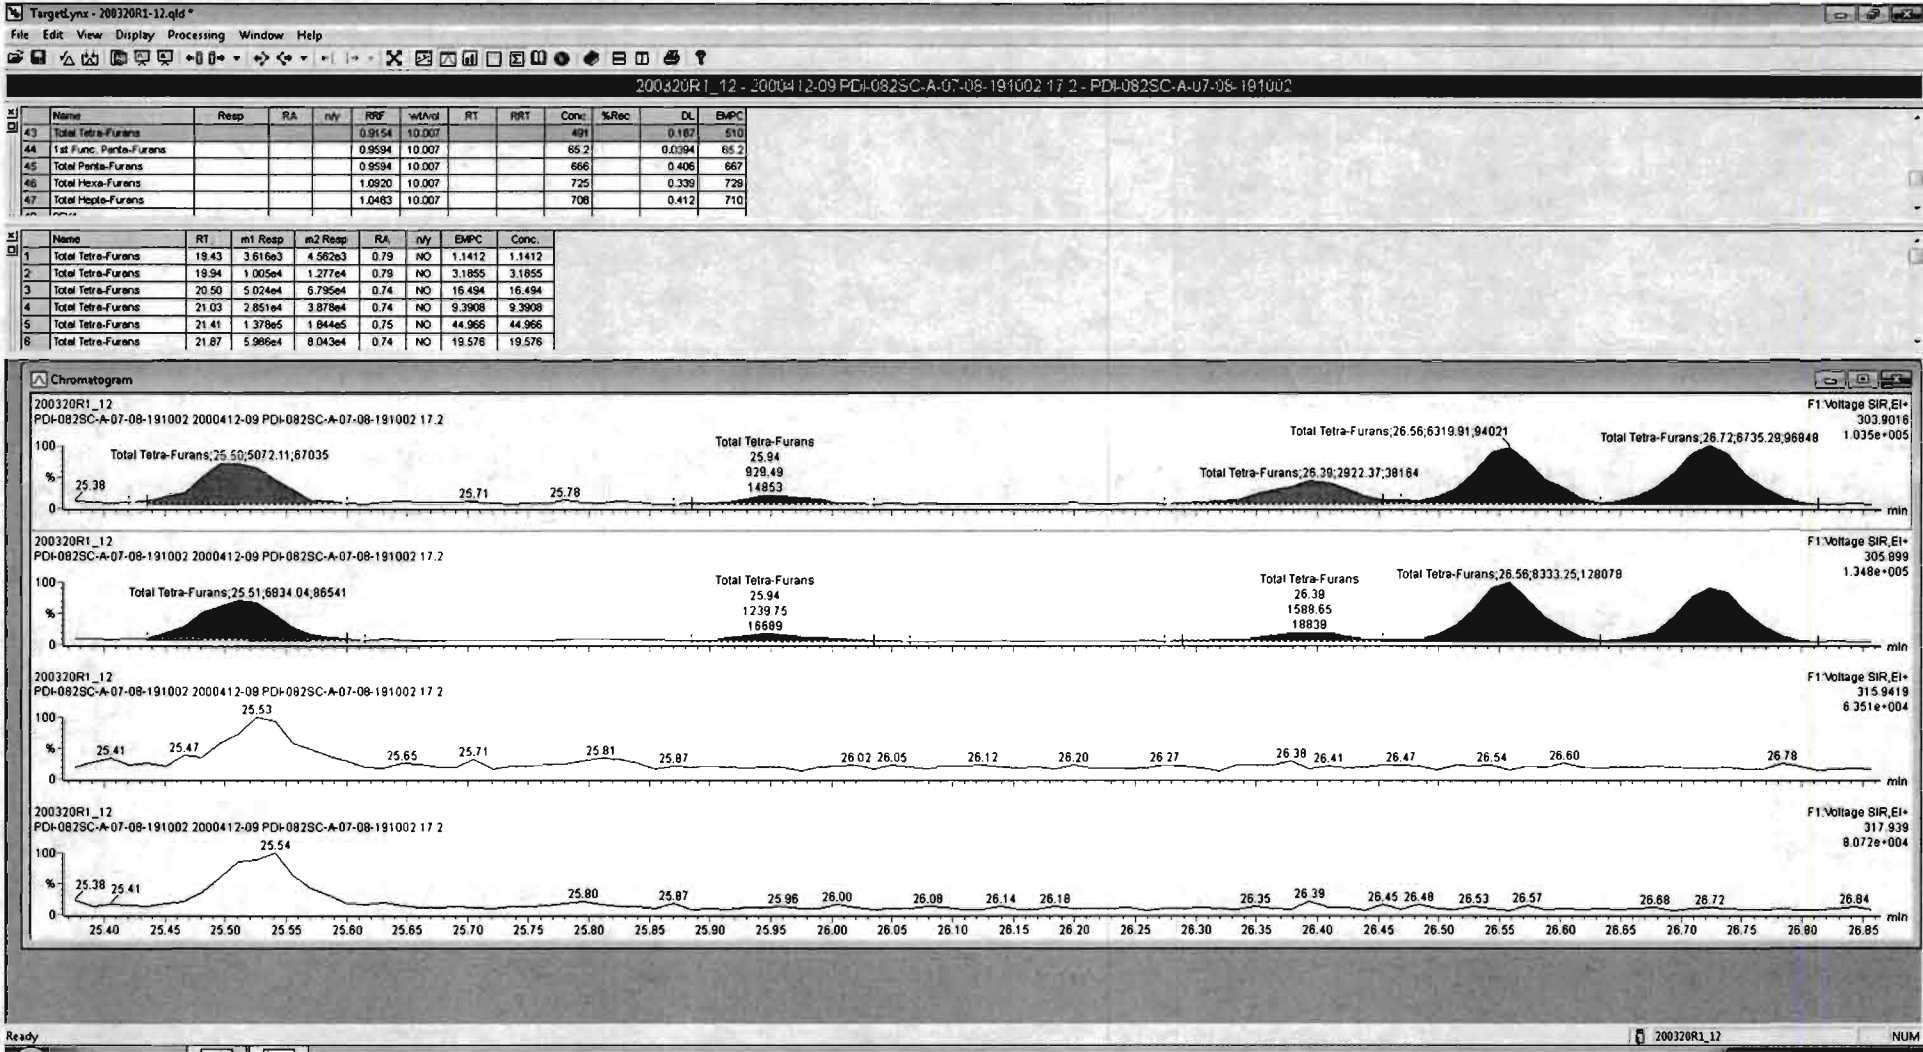 TargetLynx - 200320R1-12.qld *
File Edit View Display Processing Window Help
200320R1_12 - 2000412-09 PDI-082SC-A-07-08-191002 17.2 - PDI-082SC-A-07-08-191002
Name Resp RA n/y RRF wt/vol RT RRT Conc %Rec DL EMPC
43 Total Tetra-Furans 0.9154 10.007 491 0.187 510
44 1st Func. Penta-Furans 0.9594 10.007 65.2 0.0394 65.2
45 Total Penta-Furans 0.9594 10.007 666 0.406 667
46 Total Hexa-Furans 1.0920 10.007 725 0.339 729
47 Total Hepta-Furans 1.0463 10.007 708 0.412 710
Name RT m1 Resp m2 Resp RA n/y EMPC Conc.
1 Total Tetra-Furans 19.43 3.616e3 4.562e3 0.79 NO 1.1412 1.1412
2 Total Tetra-Furans 19.94 1.005e4 1.277e4 0.79 NO 3.1855 3.1855
3 Total Tetra-Furans 20.50 5.024e4 6.795e4 0.74 NO 16.494 16.494
4 Total Tetra-Furans 21.03 2.851e4 3.878e4 0.74 NO 9.3908 9.3908
5 Total Tetra-Furans 21.41 1.378e5 1.844e5 0.75 NO 44.966 44.966
6 Total Tetra-Furans 21.87 5.986e4 8.043e4 0.74 NO 19.576 19.576
Chromatogram
200320R1_12
PDI-082SC-A-07-08-191002 2000412-09 PDI-082SC-A-07-08-191002 17.2
F1:Voltage SIR,EI+
303.9016
1.035e+005
100
%
0
Total Tetra-Furans;25.50;5072.11;67035
Total Tetra-Furans
25.94
929.49
14853
Total Tetra-Furans;26.39;2922.37;38164
Total Tetra-Furans;26.56;6319.91;94021
Total Tetra-Furans;26.72;6735.29;96848
25.38 25.71 25.78
min
200320R1_12
PDI-082SC-A-07-08-191002 2000412-09 PDI-082SC-A-07-08-191002 17.2
F1:Voltage SIR,EI+
305.899
1.348e+005
100
%
0
Total Tetra-Furans;25.51;6834.04;86541
Total Tetra-Furans
25.94
1239.75
16689
Total Tetra-Furans
26.39
1588.65
18839
Total Tetra-Furans;26.56;8333.25;128079
min
200320R1_12
PDI-082SC-A-07-08-191002 2000412-09 PDI-082SC-A-07-08-191002 17.2
F1:Voltage SIR,EI+
315.9419
6.351e+004
100
%
0
25.41 25.47 25.53 25.65 25.71 25.81 25.87 26.02 26.05 26.12 26.20 26.27 26.38 26.41 26.47 26.54 26.60 26.78
min
200320R1_12
PDI-082SC-A-07-08-191002 2000412-09 PDI-082SC-A-07-08-191002 17.2
F1:Voltage SIR,EI+
317.939
8.072e+004
100
%
0
25.38 25.41 25.54 25.80 25.87 25.96 26.00 26.08 26.14 26.18 26.35 26.39 26.45 26.48 26.53 26.57 26.68 26.72 26.84
min
25.40 25.45 25.50 25.55 25.60 25.65 25.70 25.75 25.80 25.85 25.90 25.95 26.00 26.05 26.10 26.15 26.20 26.25 26.30 26.35 26.40 26.45 26.50 26.55 26.60 26.65 26.70 26.75 26.80 26.85
Ready
200320R1_12 NUM